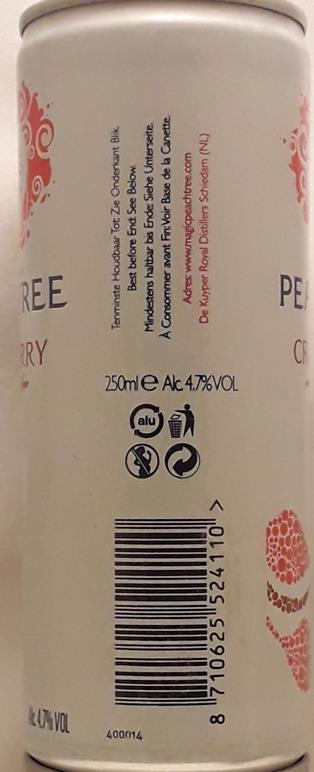 Tenminste Houdbaar Tot: Zie Onderkant Blik.
Best before End: See Below.
Mindestens haltbar bis Ende: Siehe Unterseite.
À Consommer avant Fin: Voir Base de la Canette.
Adres: www.magicpeachtree.com
De Kuyper Royal Distillers Schiedam (NL)
REE
RRY
PEA
CR
250ml e Alc. 4.7%VOL
alu
8 710625 524110 >
Alc. 4.7% VOL
400014